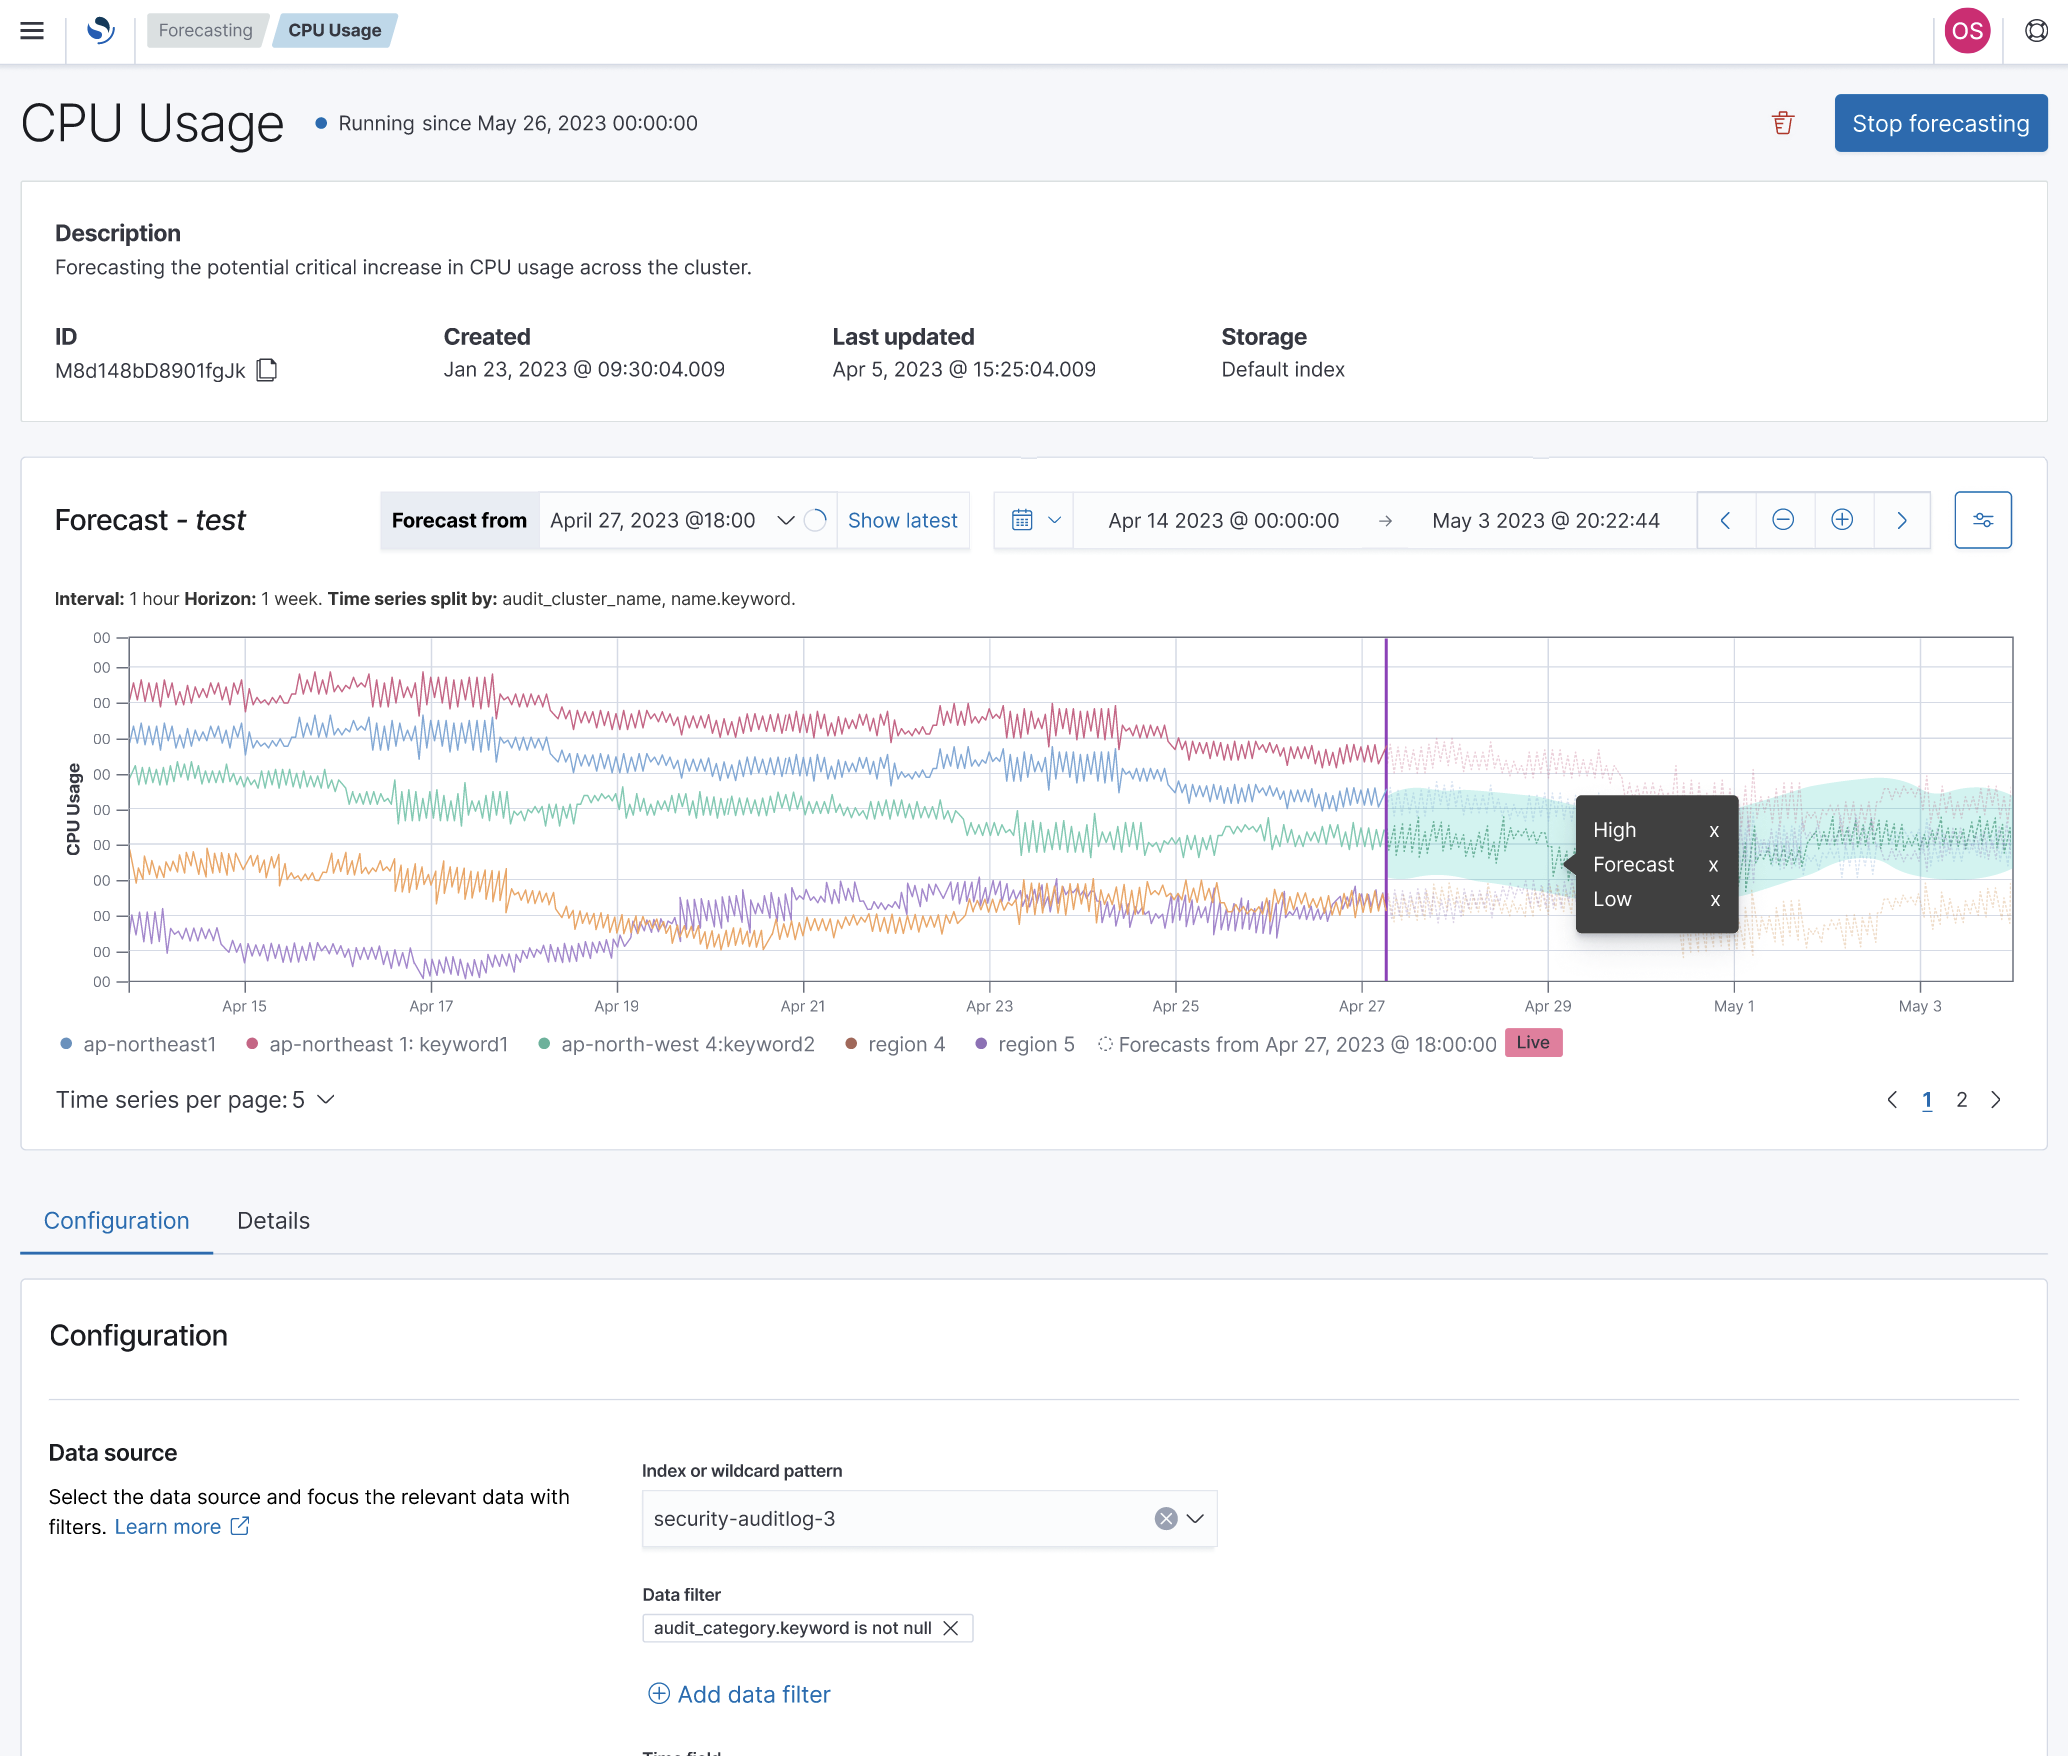 Forecasting CPU Usage OS
CPU Usage Running since May 26, 2023 00:00:00 Stop forecasting
Description
Forecasting the potential critical increase in CPU usage across the cluster.
ID Created Last updated Storage
M8d148bD8901fgJk Jan 23, 2023 @ 09:30:04.009 Apr 5, 2023 @ 15:25:04.009 Default index
Forecast - test Forecast from April 27, 2023 @18:00 Show latest Apr 14 2023 @ 00:00:00 → May 3 2023 @ 20:22:44
Interval: 1 hour Horizon: 1 week. Time series split by: audit_cluster_name, name.keyword.
CPU Usage
00
00
00
00
00
00
00
00
00
00
00
High x
Forecast x
Low x
Apr 15 Apr 17 Apr 19 Apr 21 Apr 23 Apr 25 Apr 27 Apr 29 May 1 May 3
ap-northeast1 ap-northeast 1: keyword1 ap-north-west 4:keyword2 region 4 region 5 Forecasts from Apr 27, 2023 @ 18:00:00 Live
Time series per page: 5 1 2
Configuration Details
Configuration
Data source
Select the data source and focus the relevant data with
filters. Learn more
Index or wildcard pattern
security-auditlog-3
Data filter
audit_category.keyword is not null
Add data filter